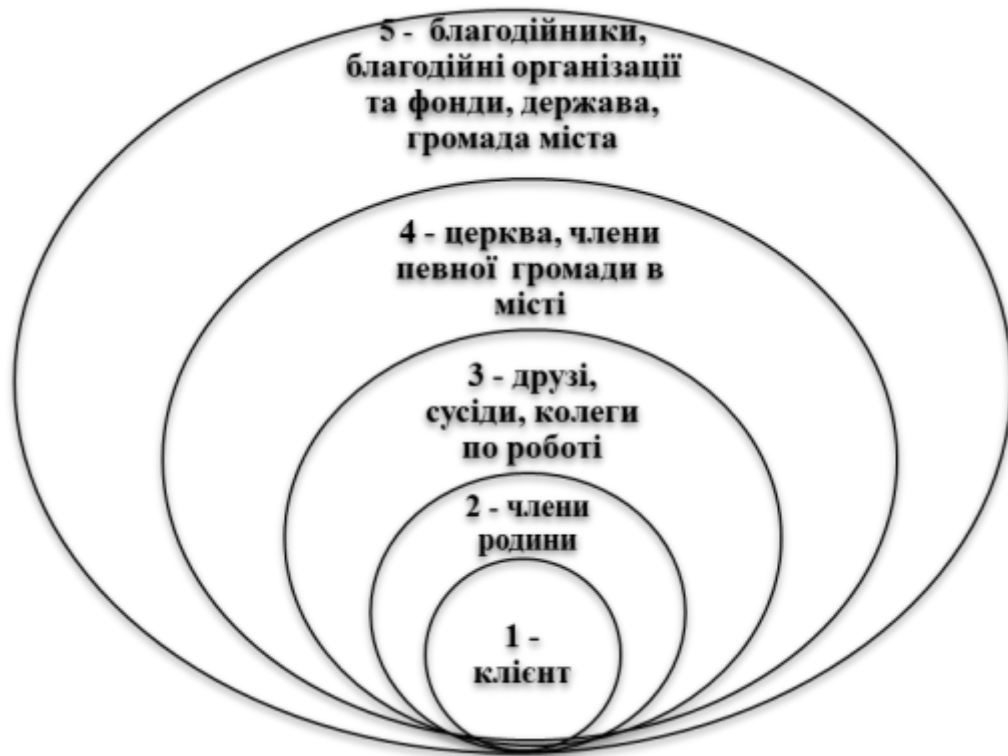 5 - благодійники,
благодійні організації
та фонди, держава,
громада міста
4 - церква, члени
певної громади в
місті
3 - друзі,
сусіди, колеги
по роботі
2 - члени
родини
1 -
клієнт